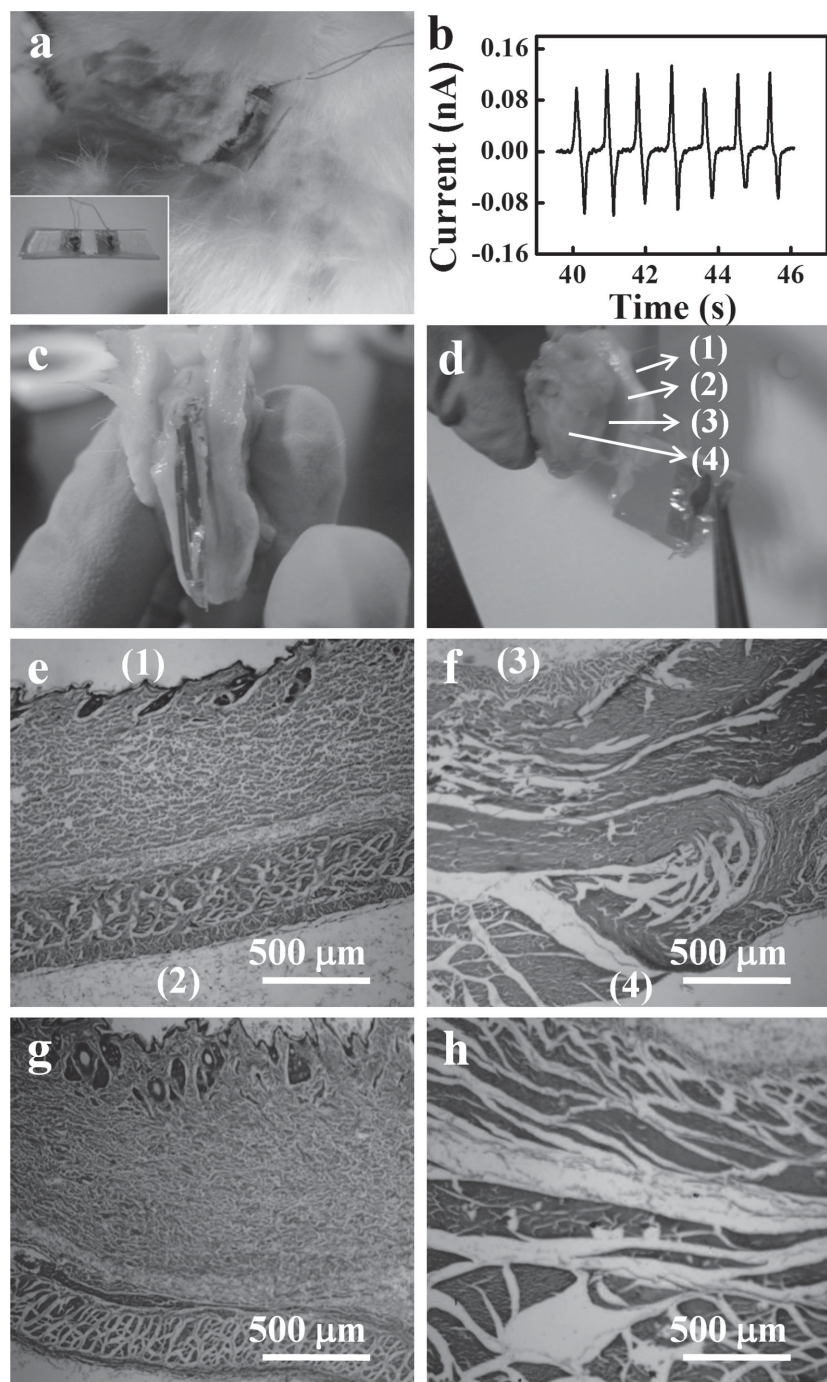 a
b
Current (nA)
0.16
0.08
0.00
-0.08
-0.16
40 42 44 46
Time (s)
c
d
(1)
(2)
(3)
(4)
e
(1)
(2)
500 μm
f
(3)
(4)
500 μm
g
500 μm
h
500 μm